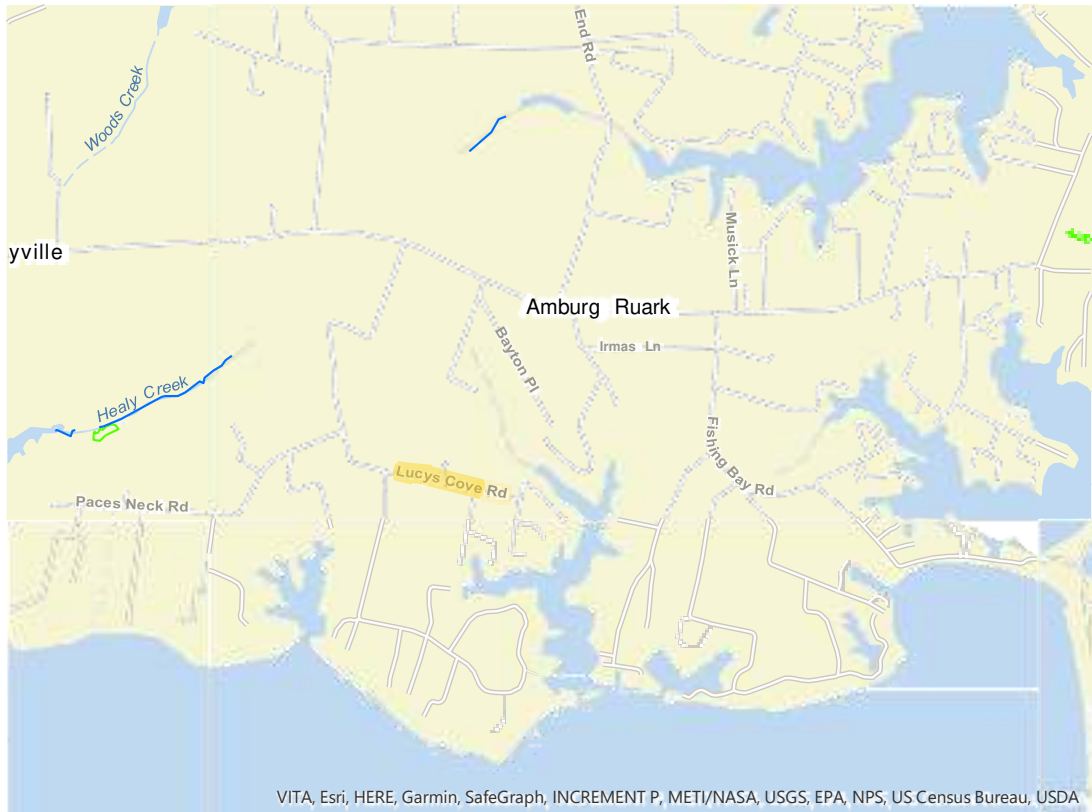 End Rd
Woods Creek
Musick Ln
yville
Amburg Ruark
Irmas Ln
Bayton Pl
Healy Creek
Fishing Bay Rd
Lucys Cove Rd
Paces Neck Rd
VITA, Esri, HERE, Garmin, SafeGraph, INCREMENT P, METI/NASA, USGS, EPA, NPS, US Census Bureau, USDA